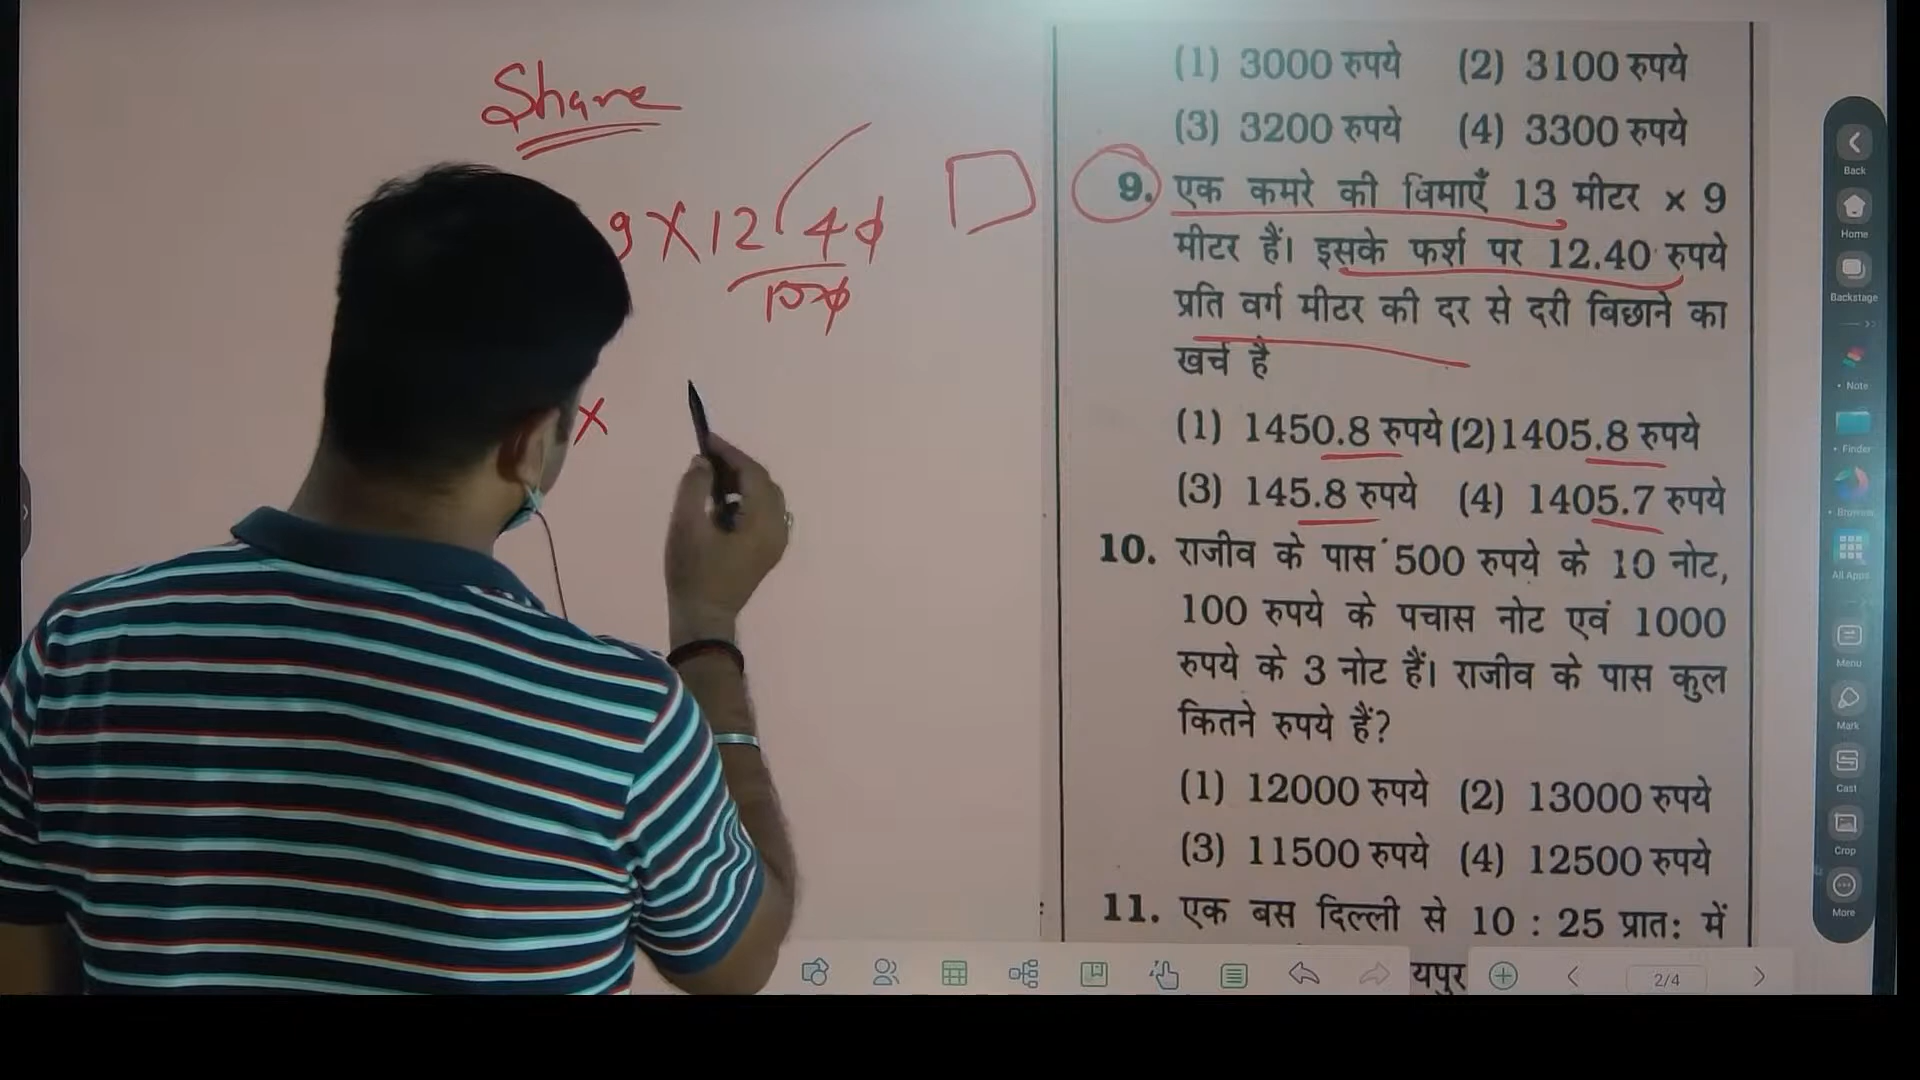 Share
9 X 12 40
100
X
(1) 3000 रुपये (2) 3100 रुपये
(3) 3200 रुपये (4) 3300 रुपये
9. एक कमरे की विमाएँ 13 मीटर × 9
मीटर हैं। इसके फर्श पर 12.40 रुपये
प्रति वर्ग मीटर की दर से दरी बिछाने का
खर्च है
(1) 1450.8 रुपये (2) 1405.8 रुपये
(3) 145.8 रुपये (4) 1405.7 रुपये
10. राजीव के पास 500 रुपये के 10 नोट,
100 रुपये के पचास नोट एवं 1000
रुपये के 3 नोट हैं। राजीव के पास कुल
कितने रुपये हैं?
(1) 12000 रुपये (2) 13000 रुपये
(3) 11500 रुपये (4) 12500 रुपये
11. एक बस दिल्ली से 10 : 25 प्रात: में
यपुर
2/4
Back
Home
Backstage
Note
Finder
Browse
All Apps
Menu
Mark
Cast
Crop
More